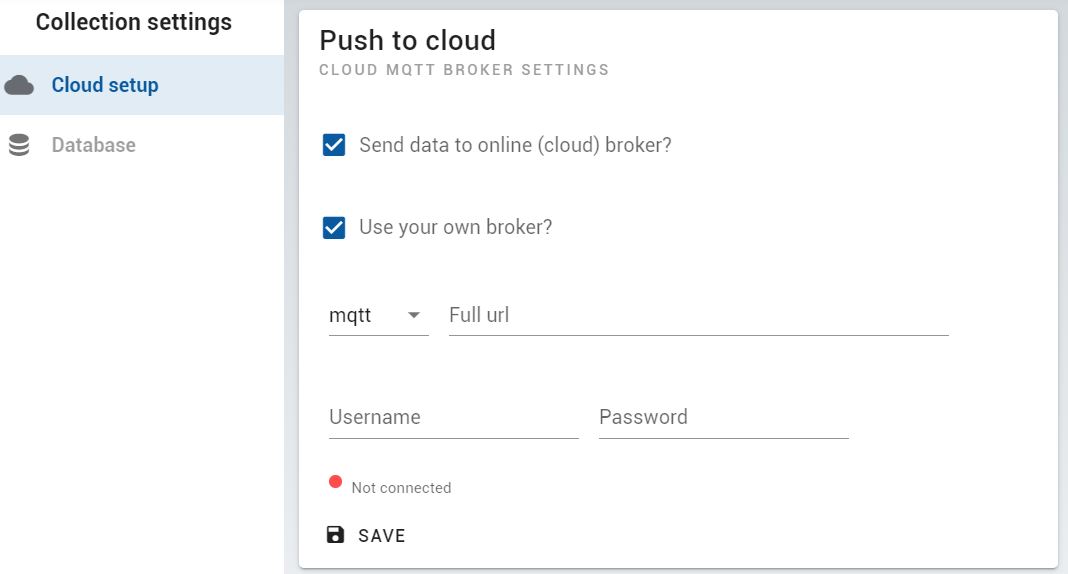 Collection settings
Cloud setup
Database
Push to cloud
CLOUD MQTT BROKER SETTINGS
Send data to online (cloud) broker?
Use your own broker?
mqtt Full url
Username Password
Not connected
SAVE